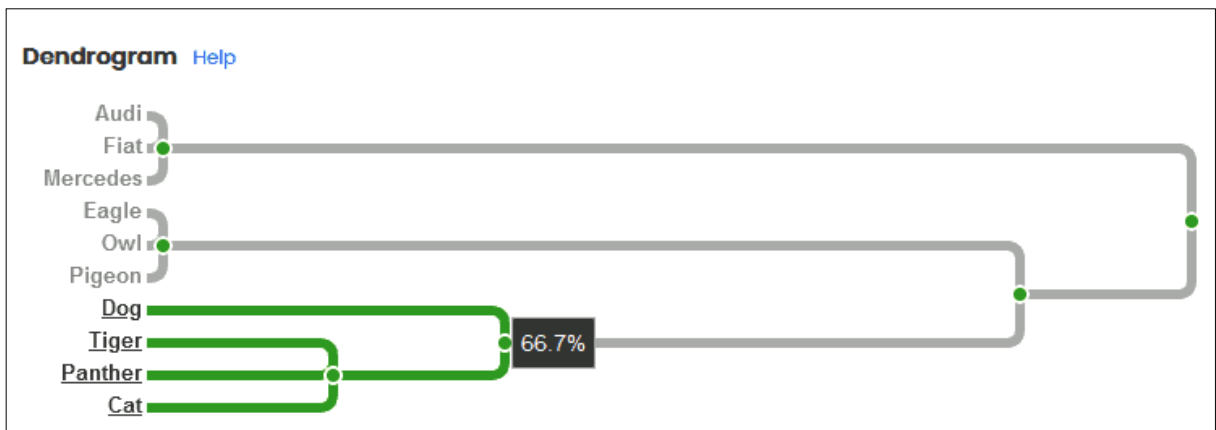 Dendrogram Help
Audi
Fiat
Mercedes
Eagle
Owl
Pigeon
Dog
Tiger
66.7%
Panther
Cat